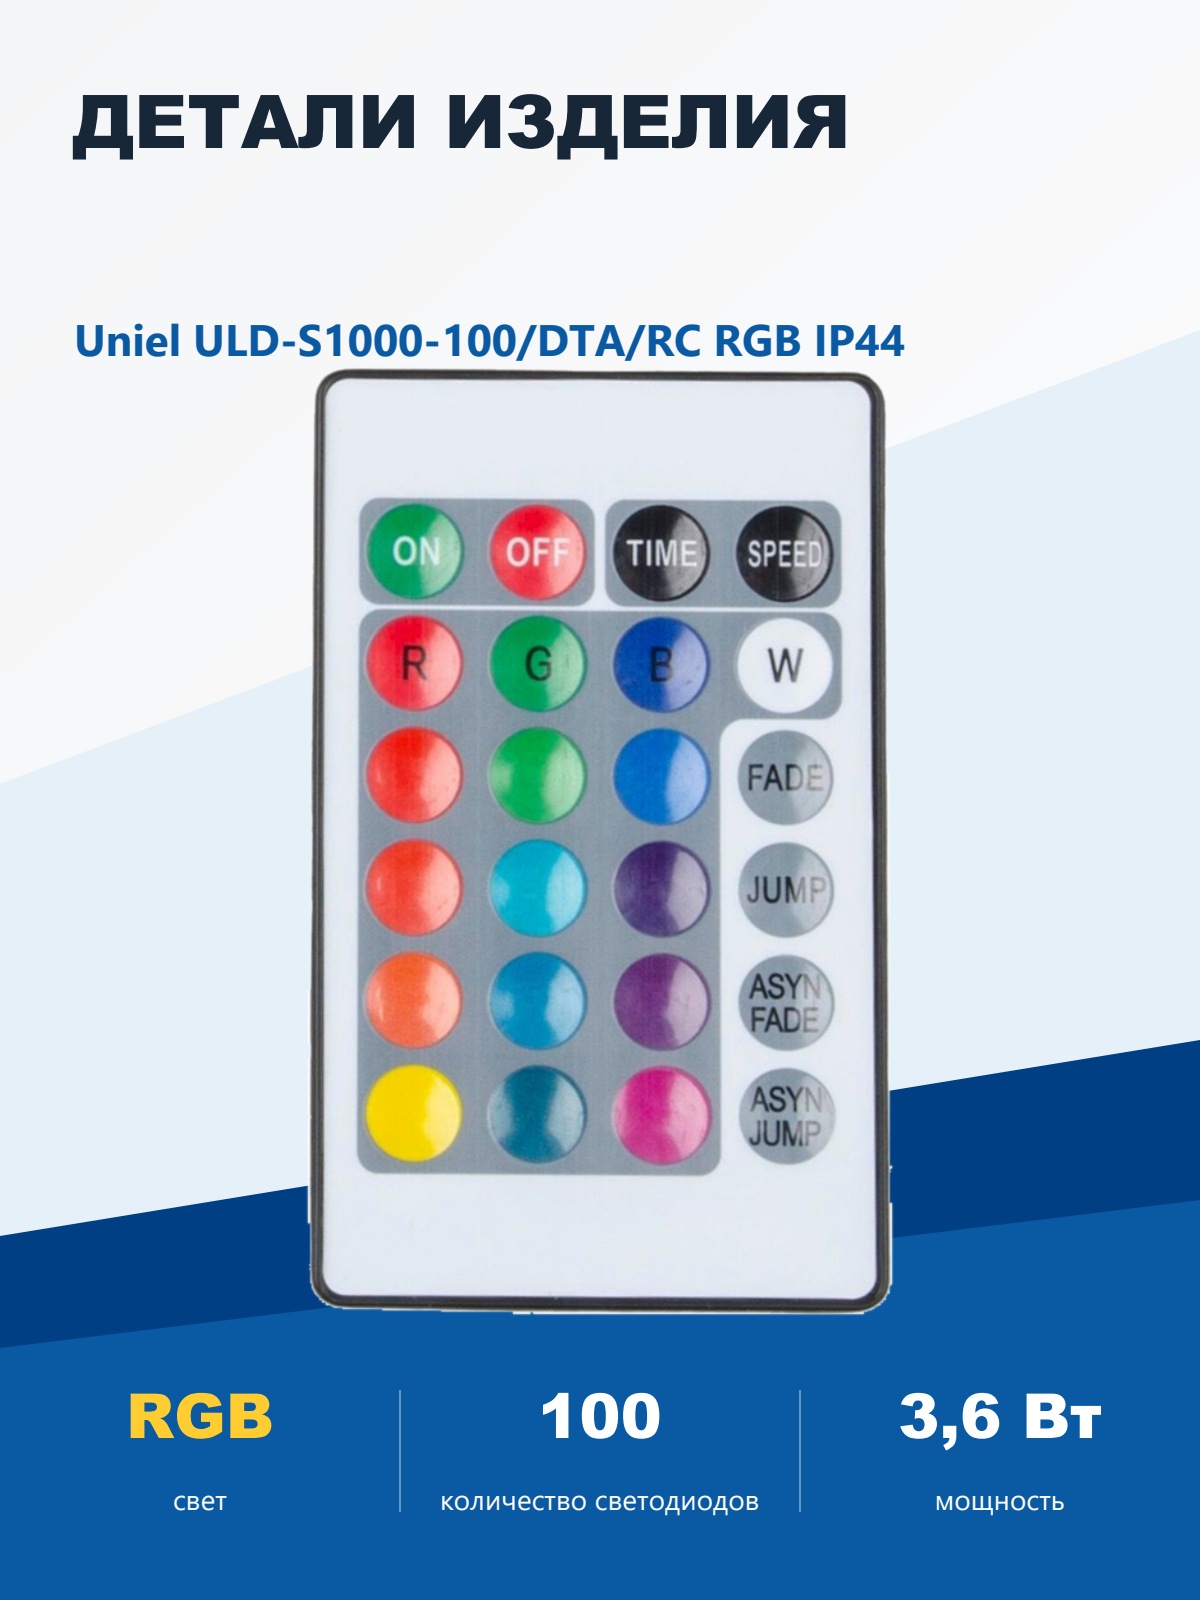 ДЕТАЛИ ИЗДЕЛИЯ
Uniel ULD-S1000-100/DTA/RC RGB IP44
ON OFF TIME SPEED
R G B W
FADE
JUMP
ASYN
FADE
ASYN
JUMP
RGB 100 3,6 Вт
свет количество светодиодов мощность